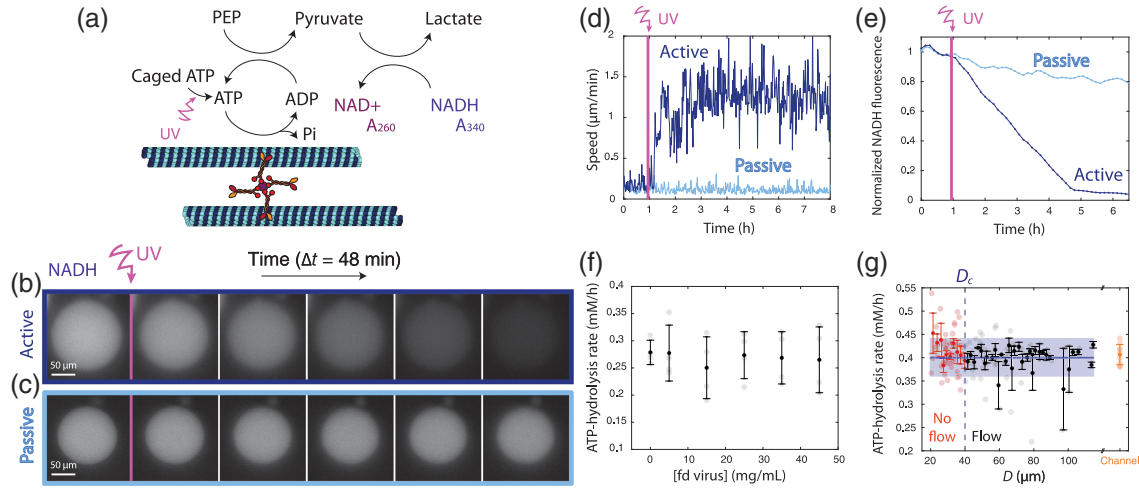 (a)
PEP
Pyruvate
Lactate
Caged ATP
ATP
ADP
UV
Pi
NAD+
A260
NADH
A340
NADH
UV
Time (Δt = 48 min)
(b)
Active
50 µm
(c)
Passive
50 µm
(d)
UV
Active
Passive
Speed (µm/min)
2
1.5
1
0.5
0
0 1 2 3 4 5 6 7 8
Time (h)
(e)
UV
Passive
Active
Normalized NADH fluorescence
1
0.8
0.6
0.4
0.2
0
0 1 2 3 4 5 6
Time (h)
(f)
ATP-hydrolysis rate (mM/h)
0.4
0.35
0.3
0.25
0.2
0.15
0.1
0 10 20 30 40 50
[fd virus] (mg/mL)
(g)
Dc
ATP-hydrolysis rate (mM/h)
0.55
0.5
0.45
0.4
0.35
0.3
0.25
0,2
No
flow
Flow
20 40 60 80 100
Channel
D (µm)